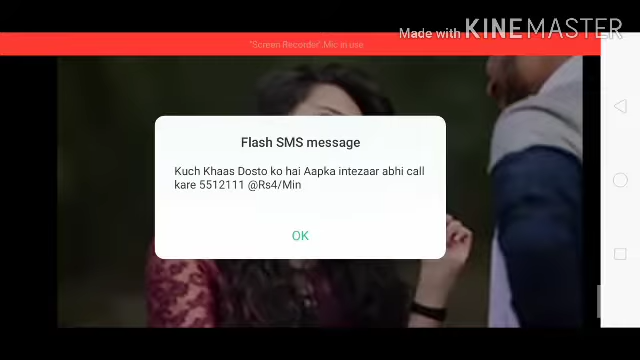 Made with KINEMASTER
"Screen Recorder".Mic in use
Flash SMS message
Kuch Khaas Dosto ko hai Aapka intezaar abhi call
kare 5512111 @Rs4/Min
OK